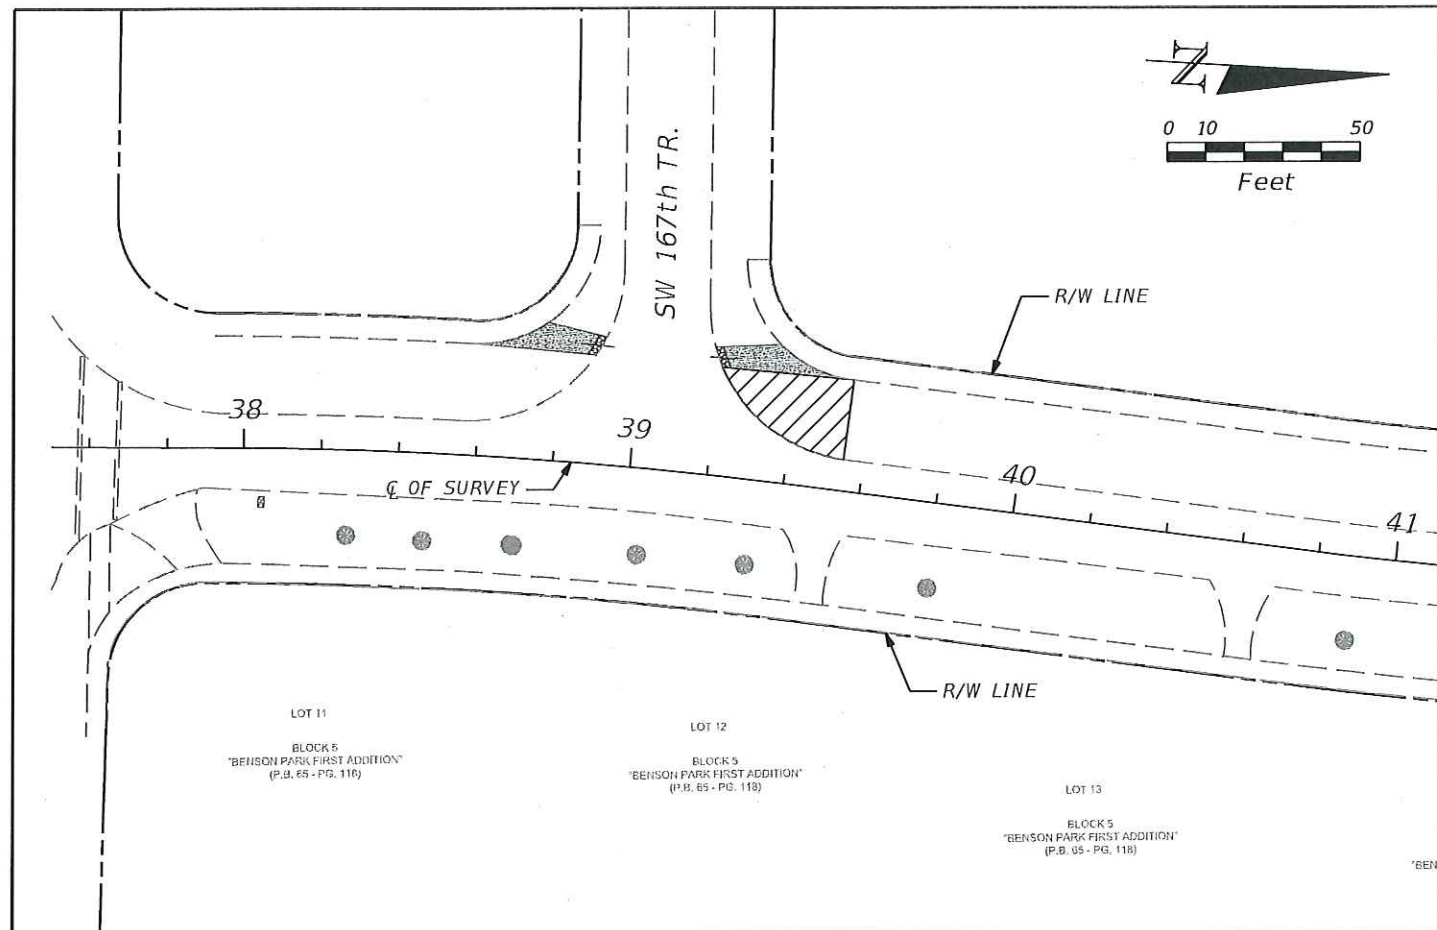 N
0 10 50
Feet
SW 167th TR.
R/W LINE
38
39
℄ OF SURVEY
40
41
R/W LINE
LOT 11
BLOCK 5
"BENSON PARK FIRST ADDITION"
(P.B. 65 - PG. 118)
LOT 12
BLOCK 5
"BENSON PARK FIRST ADDITION"
(P.B. 65 - PG. 118)
LOT 13
BLOCK 5
"BENSON PARK FIRST ADDITION"
(P.B. 65 - PG. 118)
"BEN